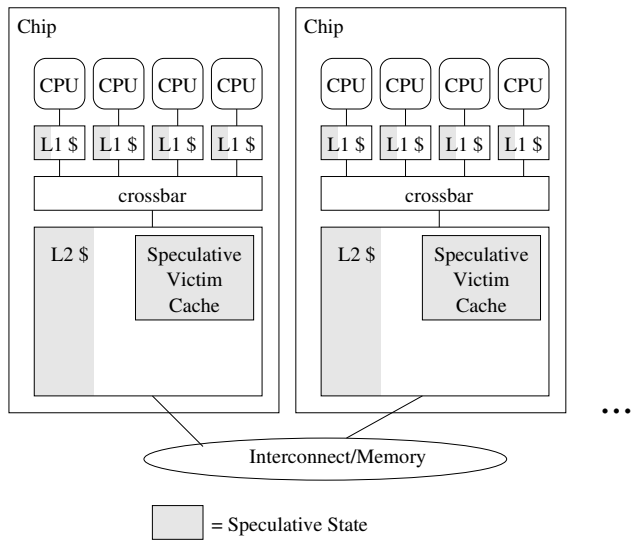 Chip Chip
CPU CPU CPU CPU CPU CPU CPU CPU
L1 $ L1 $ L1 $ L1 $ L1 $ L1 $ L1 $ L1 $
crossbar crossbar
L2 $ Speculative L2 $ Speculative
Victim Victim
Cache Cache
...
Interconnect/Memory
= Speculative State